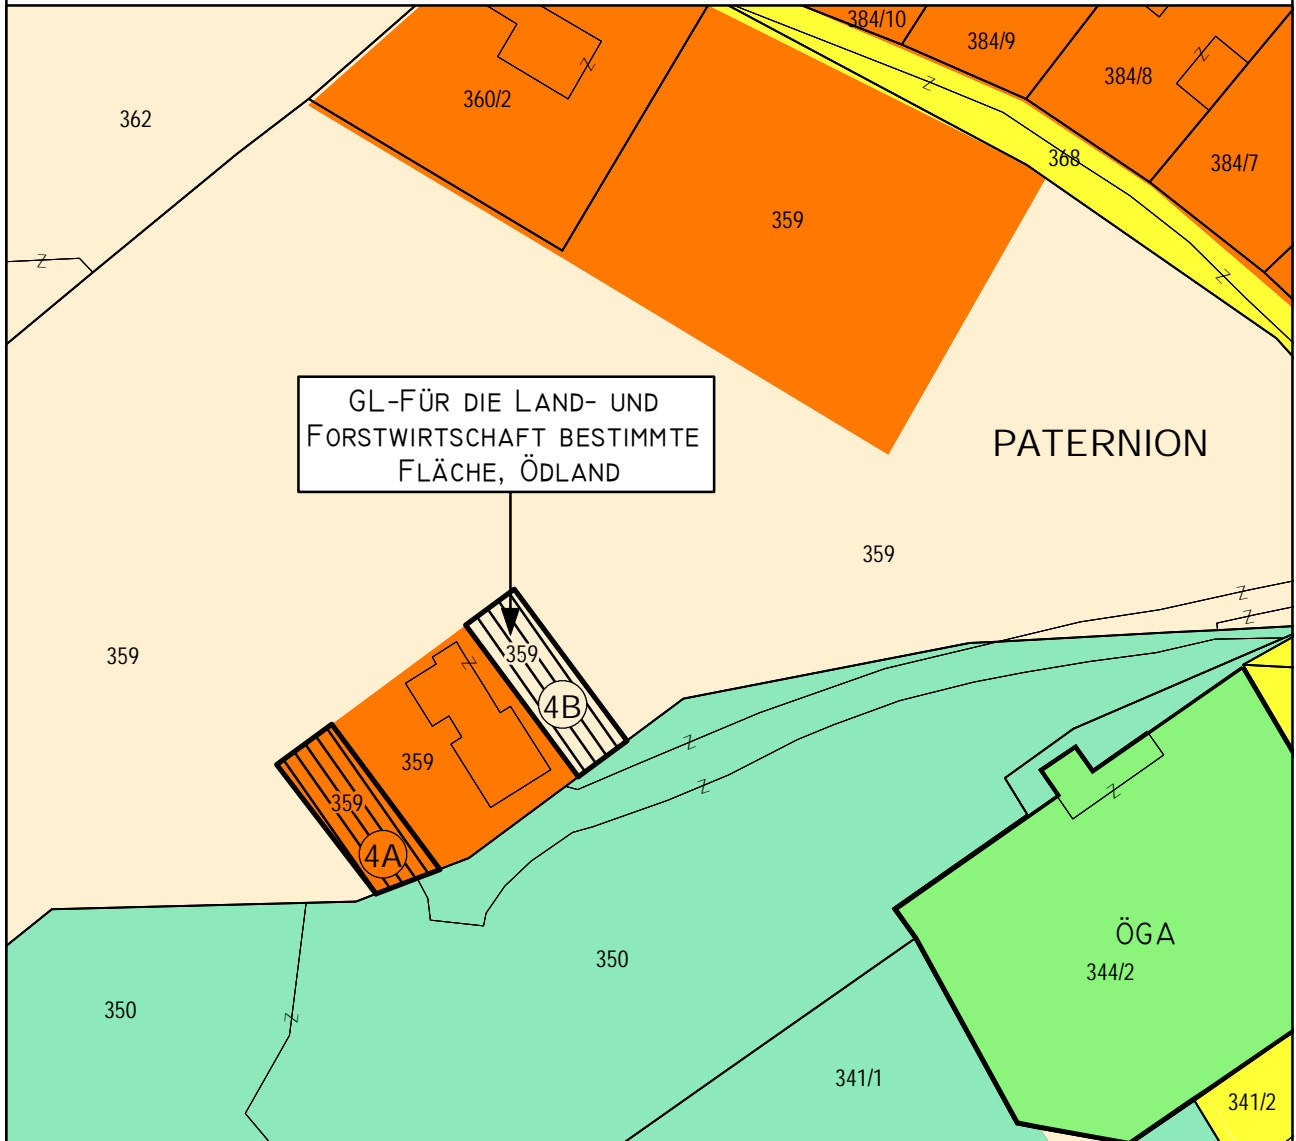 384/10
384/9
384/8
384/7
360/2
362
368
359
GL-FÜR DIE LAND- UND
FORSTWIRTSCHAFT BESTIMMTE
FLÄCHE, ÖDLAND
PATERNION
359
359
359
4B
359
359
4A
ÖGA
344/2
350
350
341/1
341/2
Z
Z
Z
Z
Z
Z
Z
Z
Z
Z
Z
Z